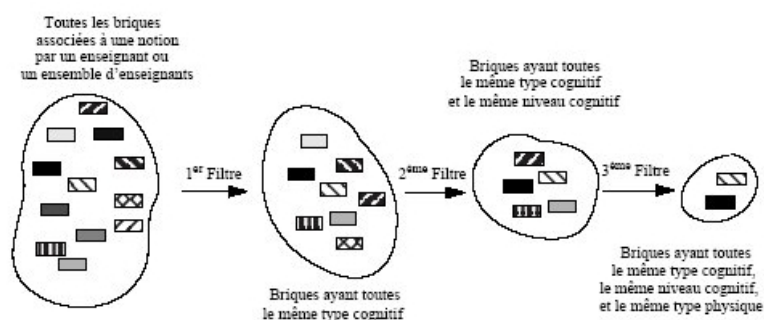 Toutes les briques
associées à une notion
par un enseignant ou
un ensemble d'enseignants
1er Filtre
Briques ayant toutes
le même type cognitif
2ème Filtre
Briques ayant toutes
le même type cognitif
et le même niveau cognitif
3ème Filtre
Briques ayant toutes
le même type cognitif,
le même niveau cognitif,
et le même type physique